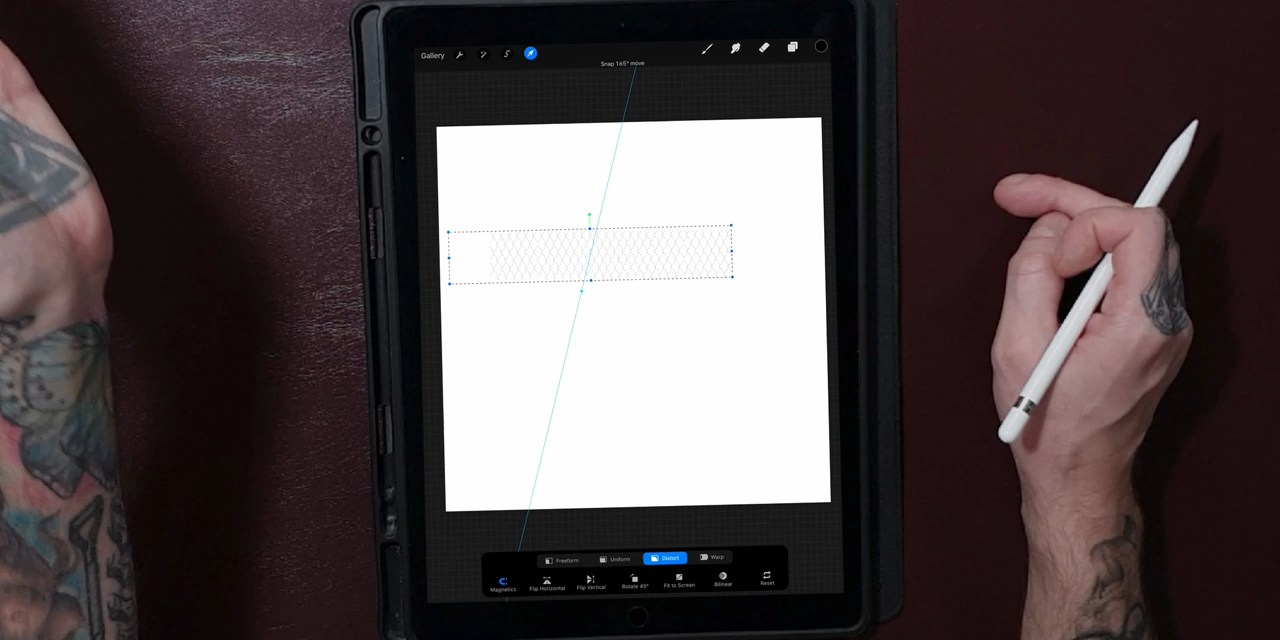 Gallery
Snap 165° move
Freeform Uniform Distort Warp
Magnetics Flip Horizontal Flip Vertical Rotate 45° Fit to Screen Bilinear Reset